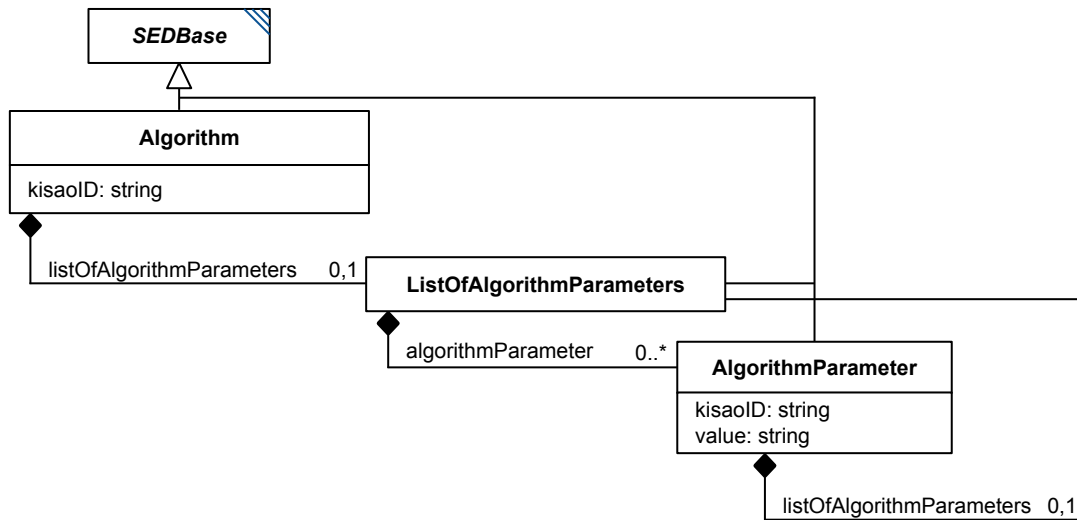 SEDBase
Algorithm
kisaoID: string
listOfAlgorithmParameters 0,1
ListOfAlgorithmParameters
algorithmParameter 0..*
AlgorithmParameter
kisaoID: string
value: string
listOfAlgorithmParameters 0,1